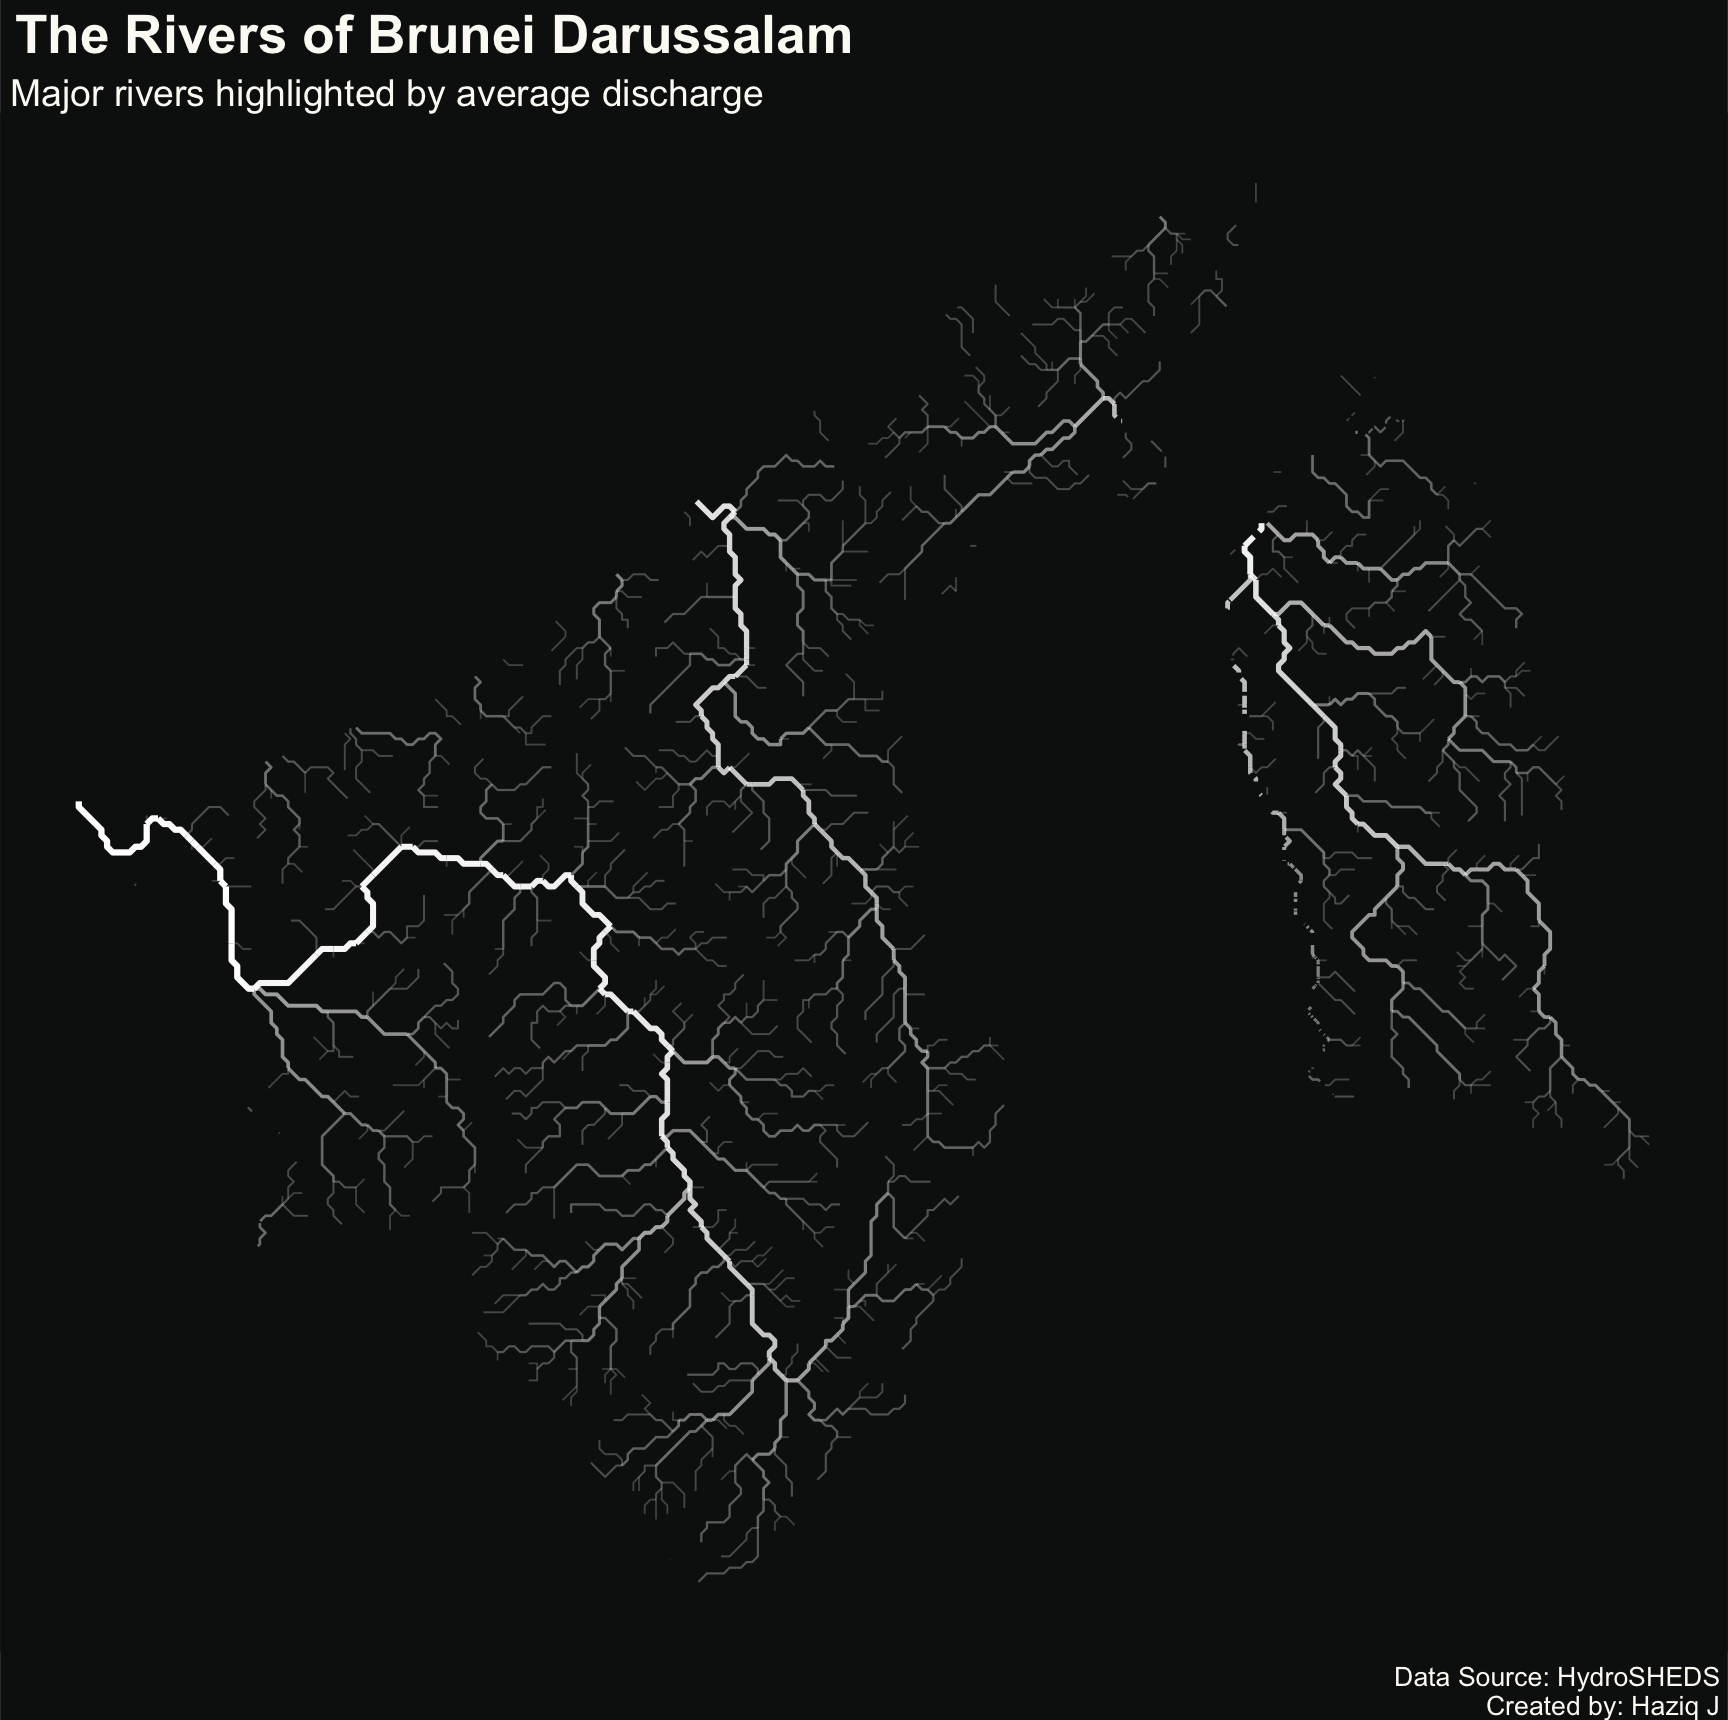 The Rivers of Brunei Darussalam
Major rivers highlighted by average discharge
Data Source: HydroSHEDS
Created by: Haziq J